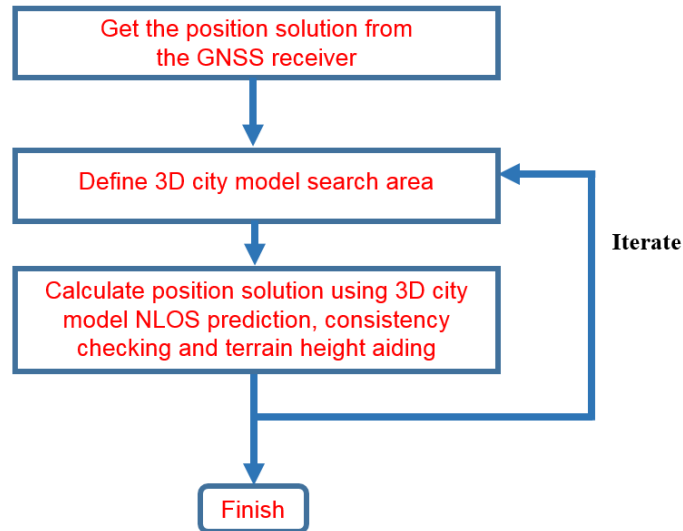 Get the position solution from
the GNSS receiver
Define 3D city model search area
Iterate
Calculate position solution using 3D city
model NLOS prediction, consistency
checking and terrain height aiding
Finish